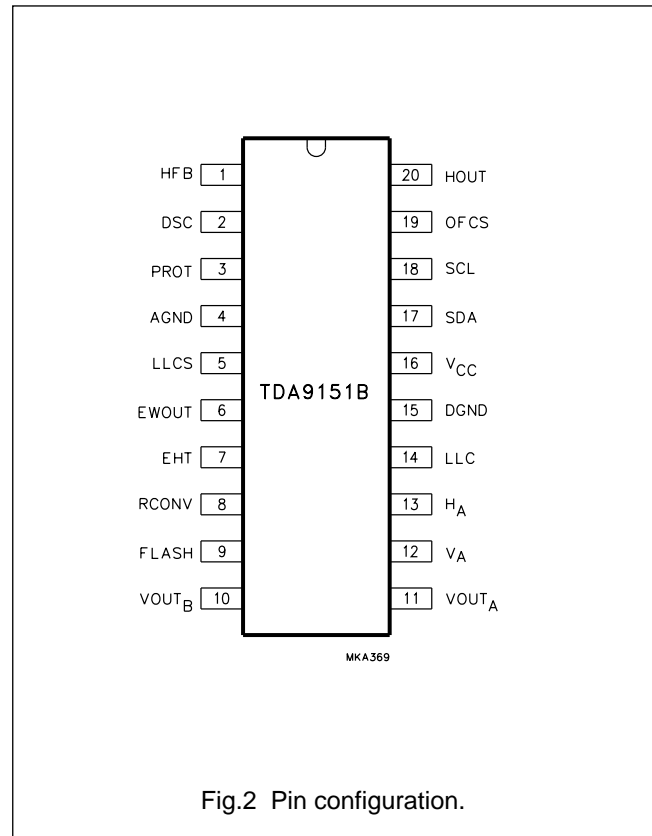 HFB 1 20 HOUT
DSC 2 19 OFCS
PROT 3 18 SCL
AGND 4 17 SDA
LLCS 5 16 VCC
TDA9151B
EWOUT 6 15 DGND
EHT 7 14 LLC
RCONV 8 13 HA
FLASH 9 12 VA
VOUTB 10 11 VOUTA
MKA369
Fig.2 Pin configuration.